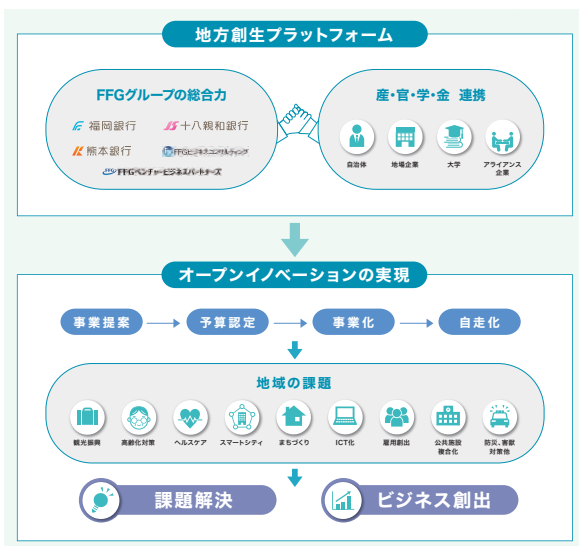 地方創生プラットフォーム
FFGグループの総合力
福岡銀行
十八親和銀行
熊本銀行
FFGビジネスコンサルティング
FFGベンチャービジネスパートナーズ
産・官・学・金 連携
自治体
地場企業
大学
アライアンス
企業
オープンイノベーションの実現
事業提案
予算認定
事業化
自走化
地域の課題
観光振興
高齢化対策
ヘルスケア
スマートシティ
まちづくり
ICT化
雇用創出
公共施設
複合化
防災、害獣
対策他
課題解決
ビジネス創出